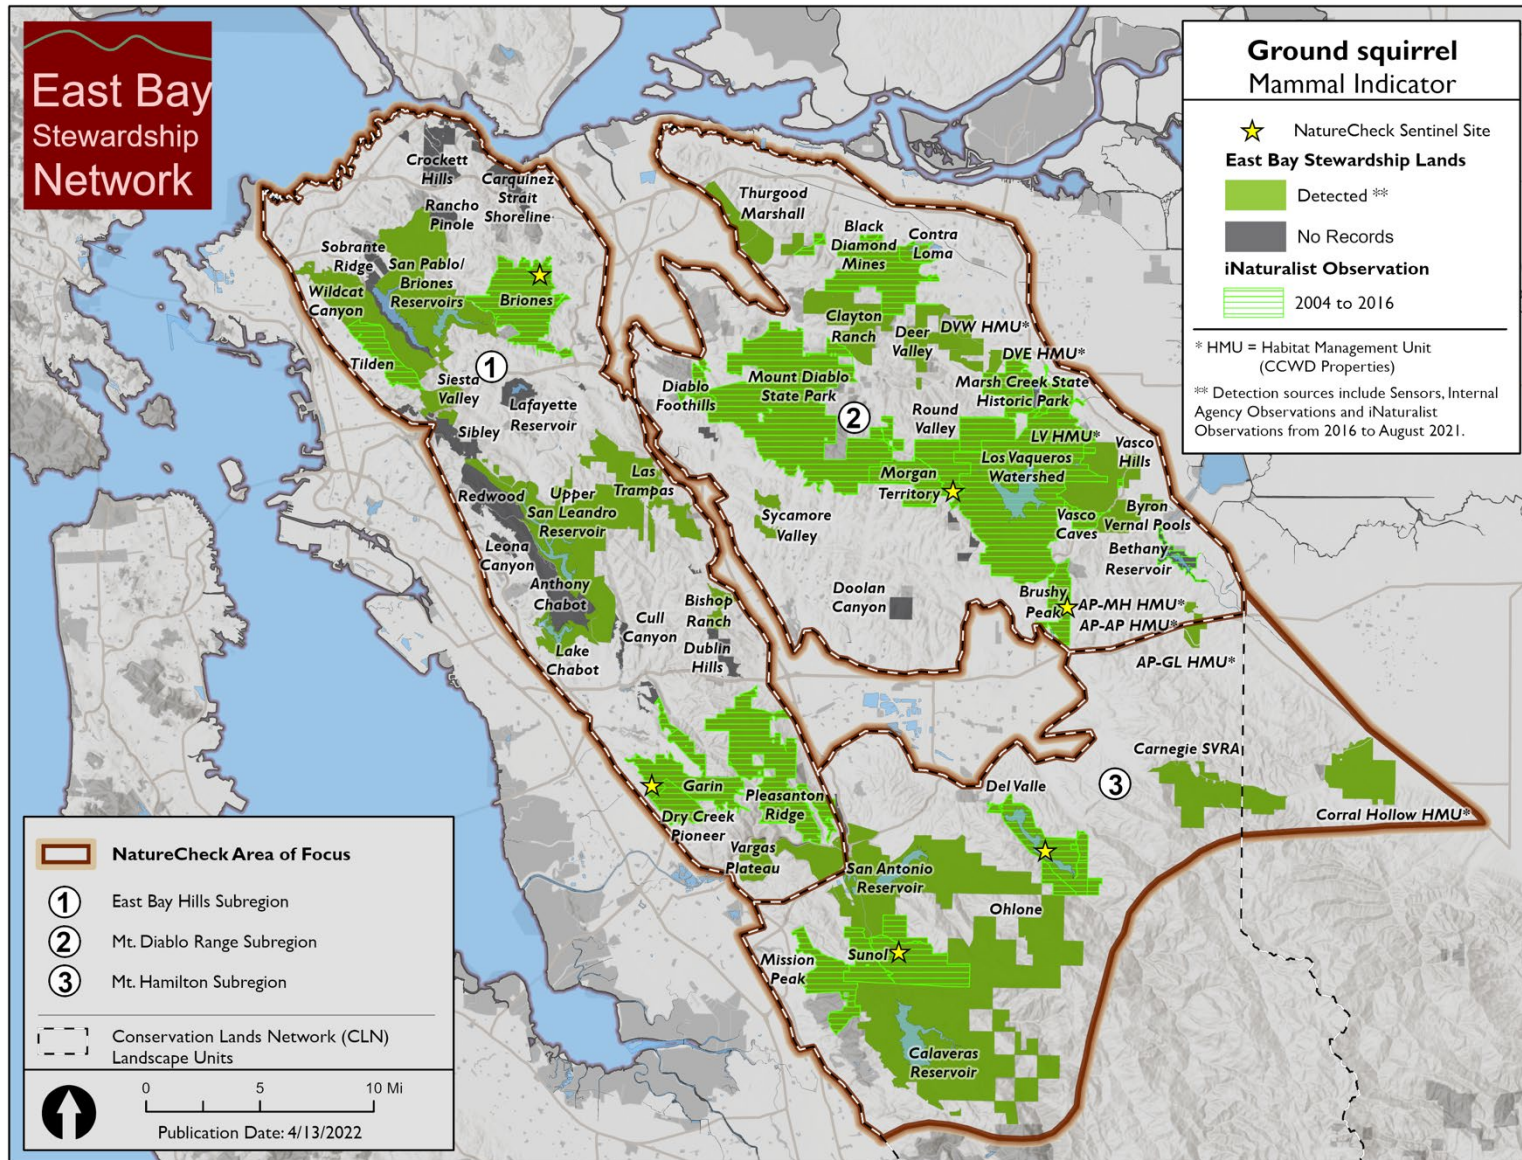 East Bay
Stewardship
Network
Ground squirrel
Mammal Indicator
NatureCheck Sentinel Site
East Bay Stewardship Lands
Detected **
No Records
iNaturalist Observation
2004 to 2016
* HMU = Habitat Management Unit
(CCWD Properties)
** Detection sources include Sensors, Internal
Agency Observations and iNaturalist
Observations from 2016 to August 2021.
Crockett
Hills
Carquinez
Strait
Shoreline
Rancho
Pinole
Sobrante
Ridge
San Pablo/
Briones
Reservoirs
Wildcat
Canyon
Briones
Tilden
1
Siesta
Valley
Lafayette
Reservoir
Sibley
Redwood
Upper
San Leandro
Reservoir
Las
Trampas
Leona
Canyon
Anthony
Chabot
Lake
Chabot
Cull
Canyon
Bishop
Ranch
Dublin
Hills
Garin
Dry Creek
Pioneer
Pleasanton
Ridge
Vargas
Plateau
Thurgood
Marshall
Black
Diamond
Mines
Contra
Loma
Clayton
Ranch
Deer
Valley
DVW HMU*
DVE HMU*
Diablo
Foothills
Mount Diablo
State Park
2
Marsh Creek State
Historic Park
Round
Valley
LV HMU*
Los Vaqueros
Watershed
Vasco
Hills
Morgan
Territory
Sycamore
Valley
Vasco
Caves
Byron
Vernal Pools
Bethany
Reservoir
Doolan
Canyon
Brushy
Peak
AP-MH HMU*
AP-AP HMU*
AP-GL HMU*
Carnegie SVRA
3
Del Valle
Corral Hollow HMU*
San Antonio
Reservoir
Ohlone
Mission
Peak
Sunol
Calaveras
Reservoir
NatureCheck Area of Focus
1 East Bay Hills Subregion
2 Mt. Diablo Range Subregion
3 Mt. Hamilton Subregion
Conservation Lands Network (CLN)
Landscape Units
0 5 10 Mi
Publication Date: 4/13/2022